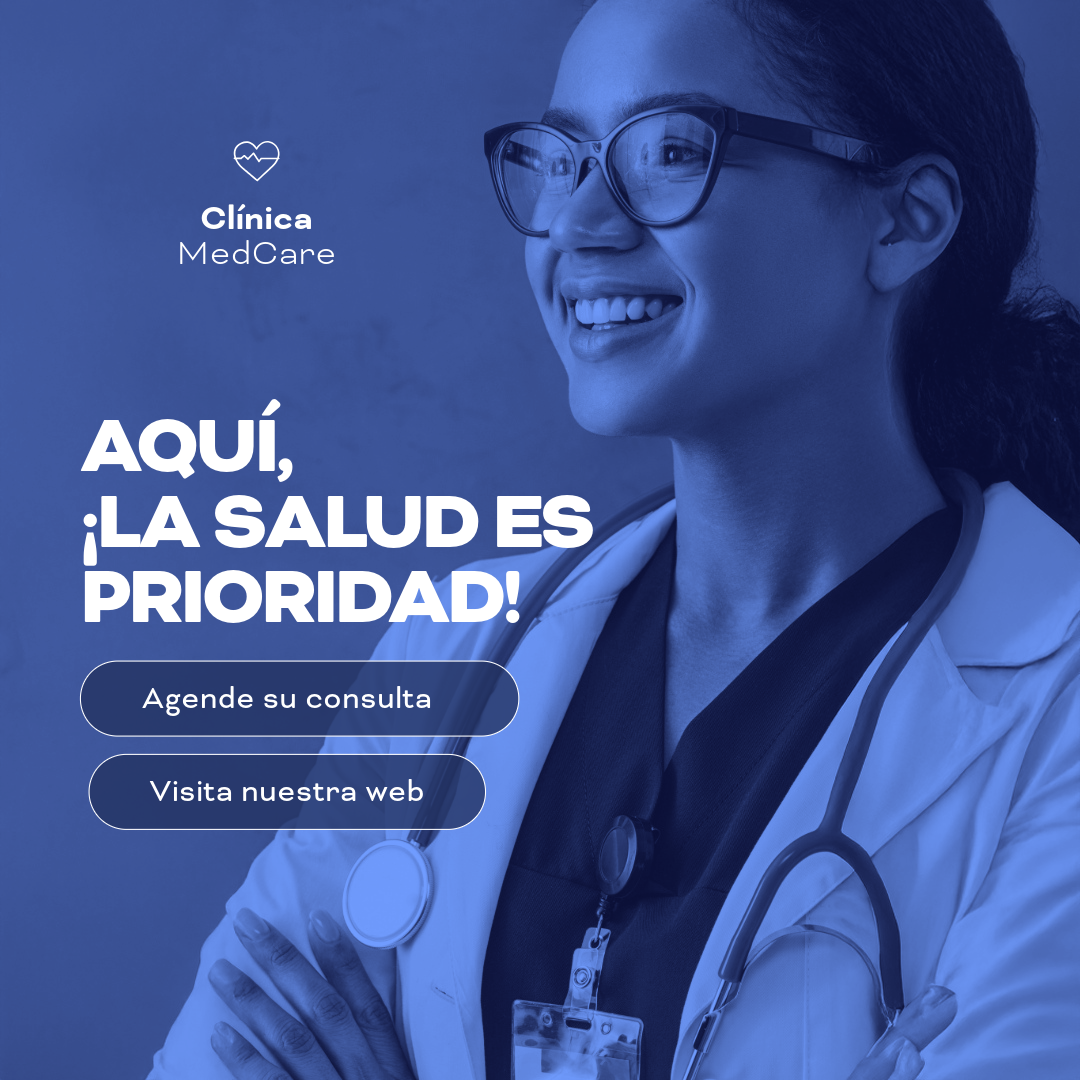 Clínica
MedCare
AQUÍ,
¡LA SALUD ES
PRIORIDAD!
Agende su consulta
Visita nuestra web